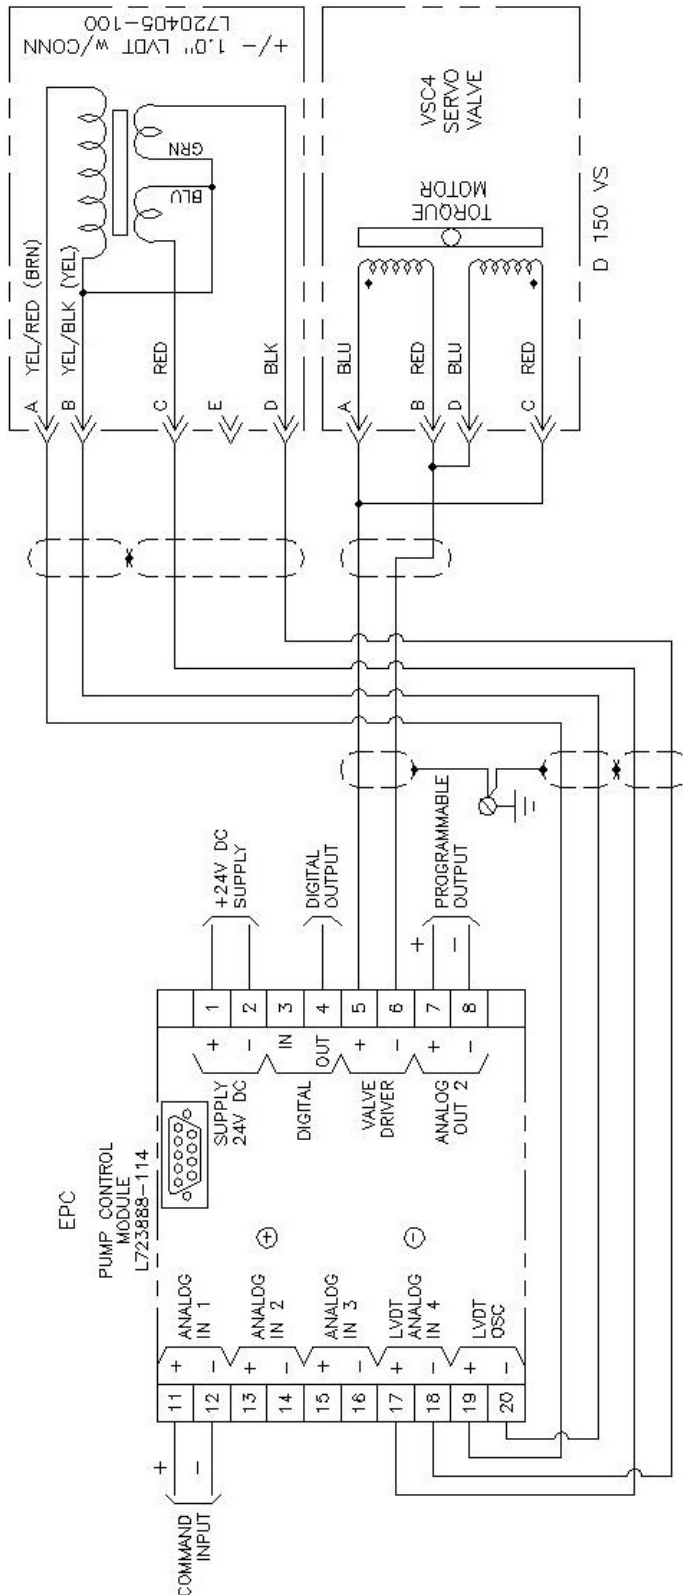 +/- 1.0" LVDT w/CONN
L720405-100
GRN
BLU
YEL/RED (BRN)
YEL/BLK (YEL)
RED
BLK
A
B
C
E
D
VSC4
SERVO
VALVE
TORQUE
MOTOR
D 150 VS
BLU
RED
BLU
RED
A
B
D
C
+24V DC
SUPPLY
DIGITAL
OUTPUT
PROGRAMMABLE
OUTPUT
+
-
1
2
3
4
5
6
7
8
+
-
IN
OUT
+
-
+
-
SUPPLY
24V DC
DIGITAL
VALVE
DRIVER
ANALOG
OUT 2
EPC
PUMP CONTROL
MODULE
L723888-114
+
-
ANALOG
IN 1
ANALOG
IN 2
ANALOG
IN 3
LVDT
ANALOG
IN 4
LVDT
OSC
+
-
+
-
+
-
+
-
+
-
11
12
13
14
15
16
17
18
19
20
+
-
COMMAND
INPUT